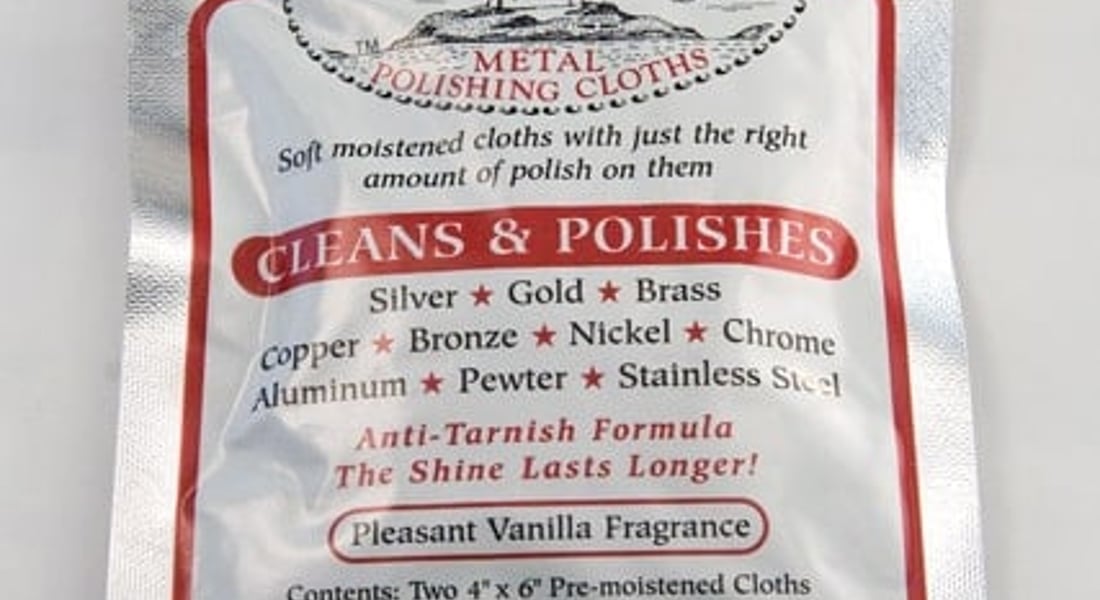 TM
METAL
POLISHING CLOTHS
Soft moistened cloths with just the right
amount of polish on them
CLEANS & POLISHES
Silver ★ Gold ★ Brass
Copper ★ Bronze ★ Nickel ★ Chrome
Aluminum ★ Pewter ★ Stainless Steel
Anti-Tarnish Formula
The Shine Lasts Longer!
Pleasant Vanilla Fragrance
Contents: Two 4" x 6" Pre-moistened Cloths